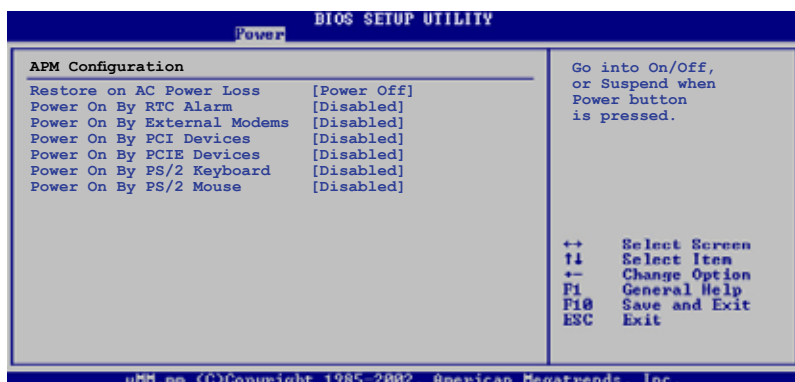 BIOS SETUP UTILITY
Power
APM Configuration
Restore on AC Power Loss [Power Off]
Power On By RTC Alarm [Disabled]
Power On By External Modems [Disabled]
Power On By PCI Devices [Disabled]
Power On By PCIE Devices [Disabled]
Power On By PS/2 Keyboard [Disabled]
Power On By PS/2 Mouse [Disabled]
Go into On/Off,
or Suspend when
Power button
is pressed.
←→ Select Screen
↑↓ Select Item
+- Change Option
F1 General Help
F10 Save and Exit
ESC Exit
(C)Copyright 1985-2002, American Megatrends, Inc.